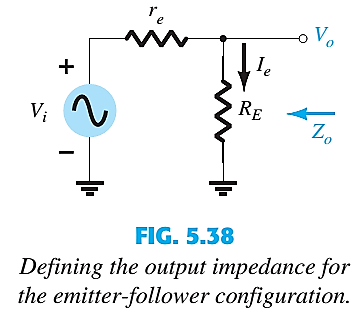 r_e
V_o
+
I_e
V_i
R_E
Z_o
–
FIG. 5.38
Defining the output impedance for
the emitter-follower configuration.